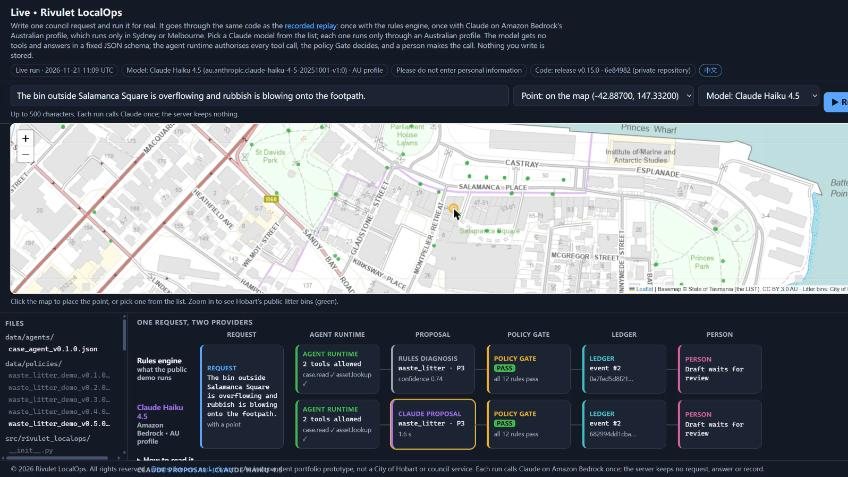 Live • Rivulet LocalOps
Write one council request and run it for real. It goes through the same code as the recorded replay: once with the rules engine, once with Claude on Amazon Bedrock's
Australian profile, which runs only in Sydney or Melbourne. Pick a Claude model from the list; each one runs only through an Australian profile. The model gets no
tools and answers in a fixed JSON schema; the agent runtime authorises every tool call, the policy Gate decides, and a person makes the call. Nothing you write is
stored.
Live run · 2026-11-21 11:09 UTC
Model: Claude Haiku 4.5 (au.anthropic.claude-haiku-4-5-20251001-v1:0) · AU profile
Please do not enter personal information
Code: release v0.15.0 · 6e84982 (private repository)
中文
The bin outside Salamanca Square is overflowing and rubbish is blowing onto the footpath.
Point: on the map (-42.88700, 147.33200)
Model: Claude Haiku 4.5
Up to 500 characters. Each run calls Claude once; the server keeps nothing.
+
−
St Davids
Park
Parliament
House
Lawns
Princes Wharf
Institute of Marine and
Antarctic Studies
CASTRAY
ESPLANADE
SALAMANCA PLACE
MACQUARIE
HEATHFIELD AVE
WILMOT STREET
SANDY BAY ROAD
GLADSTONE STREET
KIRKSWAY PLACE
MONTPELIER RETREAT
Salamanca Square
MCGREGOR STREET
Princes
Park
Leaflet | Basemap © State of Tasmania (the LIST), CC BY 3.0 AU
Click the map to place the point, or pick one from the list. Zoom in to see Hobart's public litter bins (green).
FILES
data/agents/
case_agent_v0.1.0.json
data/policies/
waste_litter_demo_v0.1.0…
waste_litter_demo_v0.2.0…
waste_litter_demo_v0.3.0…
waste_litter_demo_v0.4.0…
waste_litter_demo_v0.5.0…
src/rivulet_localops/
__init__.py
ONE REQUEST, TWO PROVIDERS
REQUEST
AGENT RUNTIME
PROPOSAL
POLICY GATE
LEDGER
PERSON
Rules engine
what the public
demo runs
REQUEST
The bin outside
Salamanca Square
is overflowing
and rubbish is
blowing onto the
footpath.
with a point
AGENT RUNTIME
2 tools allowed
case.read ✓ asset.lookup
✓
RULES DIAGNOSIS
waste_litter · P3
confidence 0.74
POLICY GATE
PASS
all 12 rules pass
LEDGER
event #2
PERSON
Draft waits for
review
Claude Haiku
4.5
Amazon
Bedrock • AU
profile
AGENT RUNTIME
2 tools allowed
case.read ✓ asset.lookup
✓
CLAUDE PROPOSAL
waste_litter · P3
1.6 s
POLICY GATE
PASS
all 12 rules pass
LEDGER
event #2
PERSON
Draft waits for
review
How to read it
© 2026 Rivulet LocalOps. All rights reserved
portfolio prototype, not a City of Hobart or council service. Each run calls Claude on Amazon Bedrock once; the server keeps no request, answer or record.